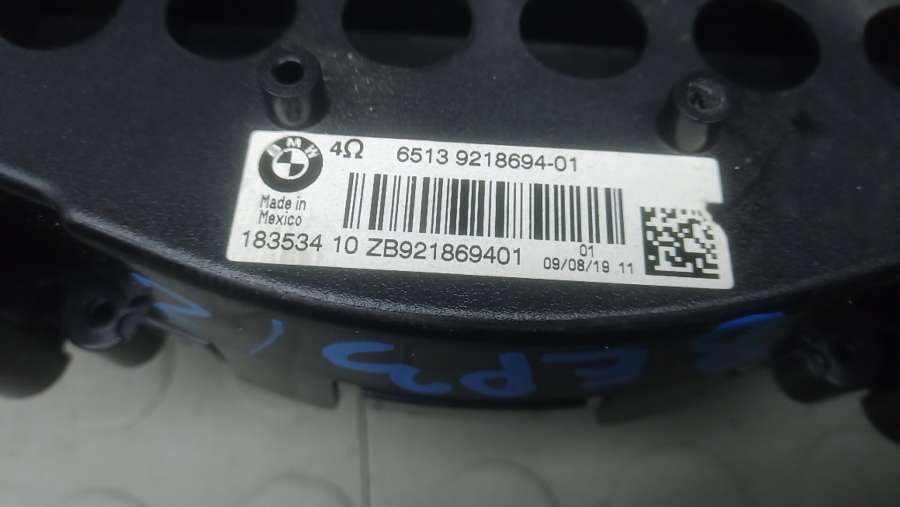 BMW
4Ω 6513 9218694-01
Made in
Mexico
183534 10 ZB921869401
01
09/08/19 11